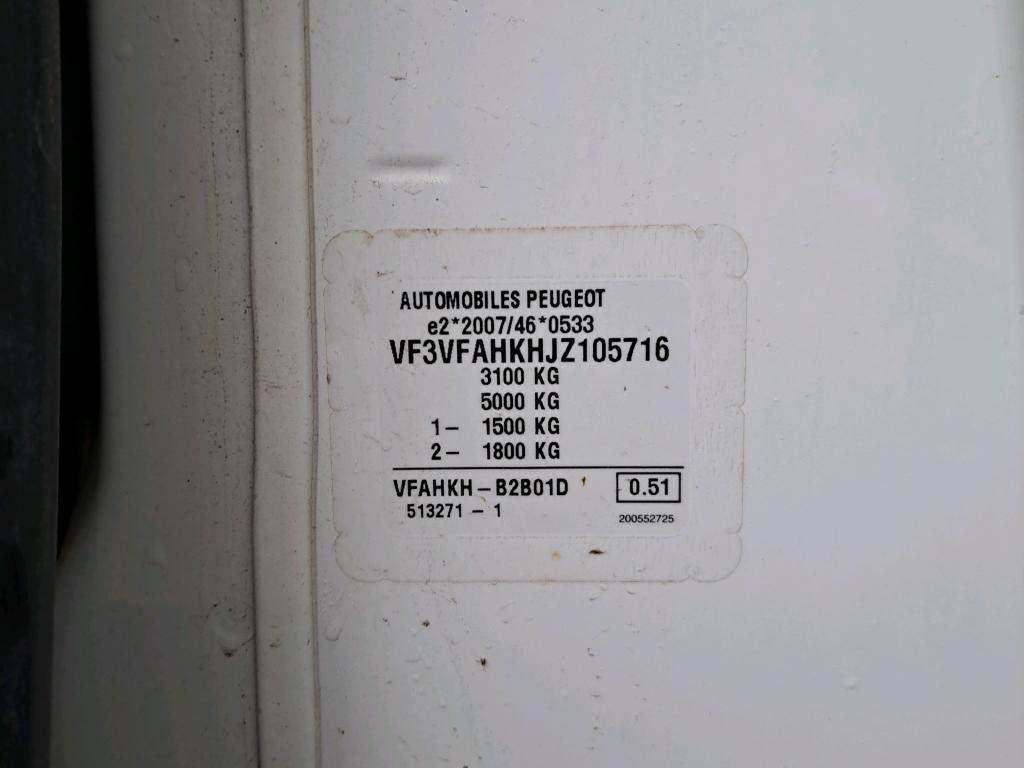 AUTOMOBILES PEUGEOT
e2*2007/46*0533
VF3VFAHKHJZ105716
3100 KG
5000 KG
1- 1500 KG
2- 1800 KG
VFAHKH-B2B01D 0.51
513271-1 200552725